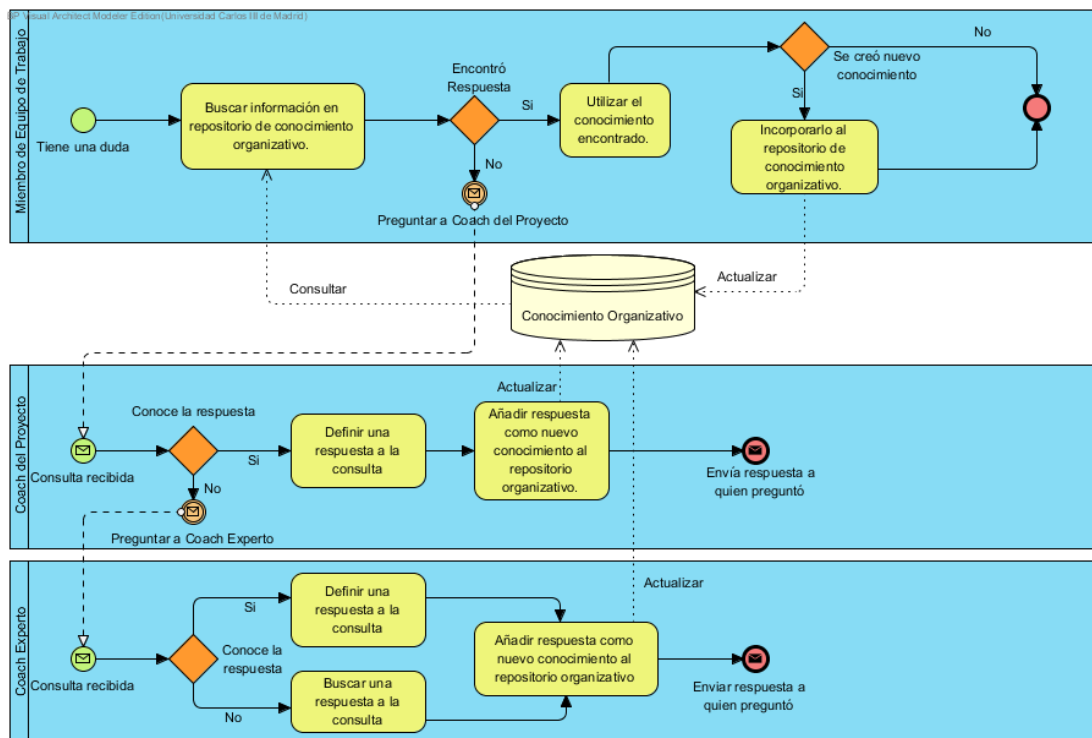 BP Visual Architect Modeler Edition(Universidad Carlos III de Madrid)
Miembro de Equipo de Trabajo
Tiene una duda
Buscar información en
repositorio de conocimiento
organizativo.
Encontró
Respuesta
Si
No
Preguntar a Coach del Proyecto
Utilizar el
conocimiento
encontrado.
Se creó nuevo
conocimiento
No
Si
Incorporarlo al
repositorio de
conocimiento
organizativo.
Consultar
Conocimiento Organizativo
Actualizar
Coach del Proyecto
Consulta recibida
Conoce la respuesta
Si
No
Preguntar a Coach Experto
Definir una
respuesta a la
consulta
Actualizar
Añadir respuesta
como nuevo
conocimiento al
repositorio
organizativo.
Envía respuesta a
quien preguntó
Coach Experto
Consulta recibida
Conoce la
respuesta
Si
No
Definir una
respuesta a la
consulta
Buscar una
respuesta a la
consulta
Añadir respuesta como
nuevo conocimiento al
repositorio organizativo
Actualizar
Enviar respuesta a
quien preguntó